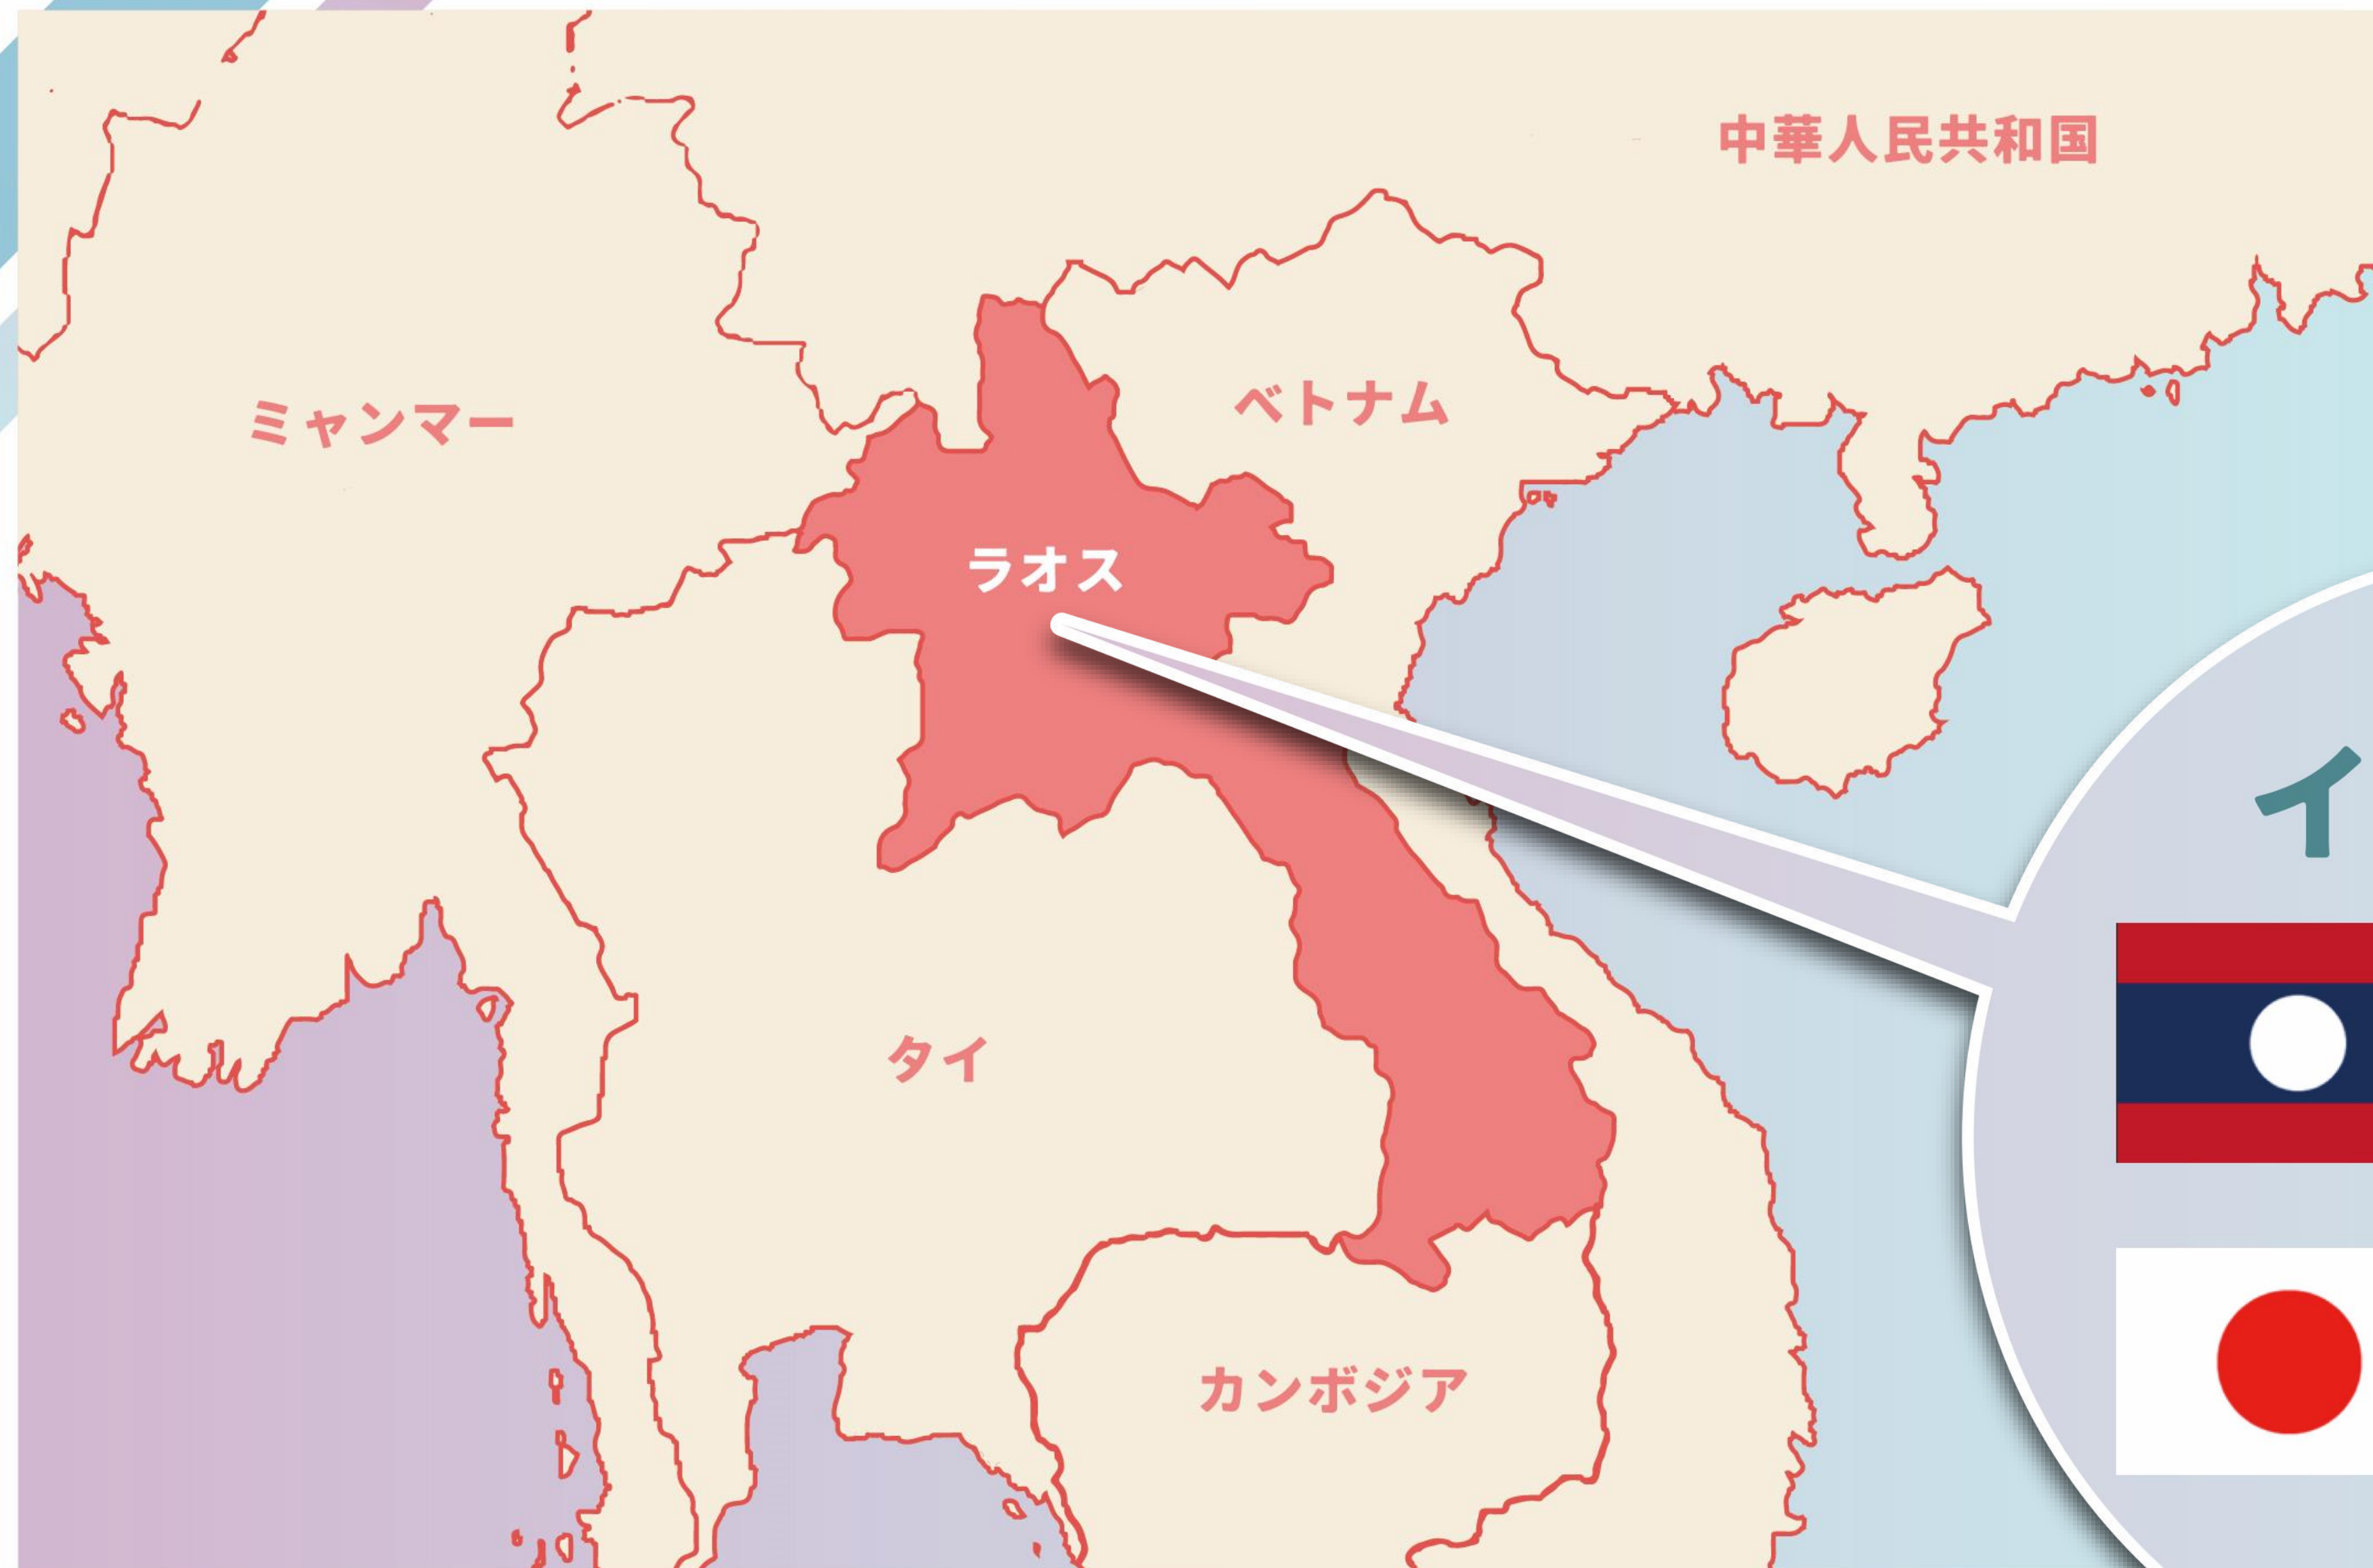 中華人民共和国
ミャンマー
ベトナム
ラオス
イ
タイ
カンボジア